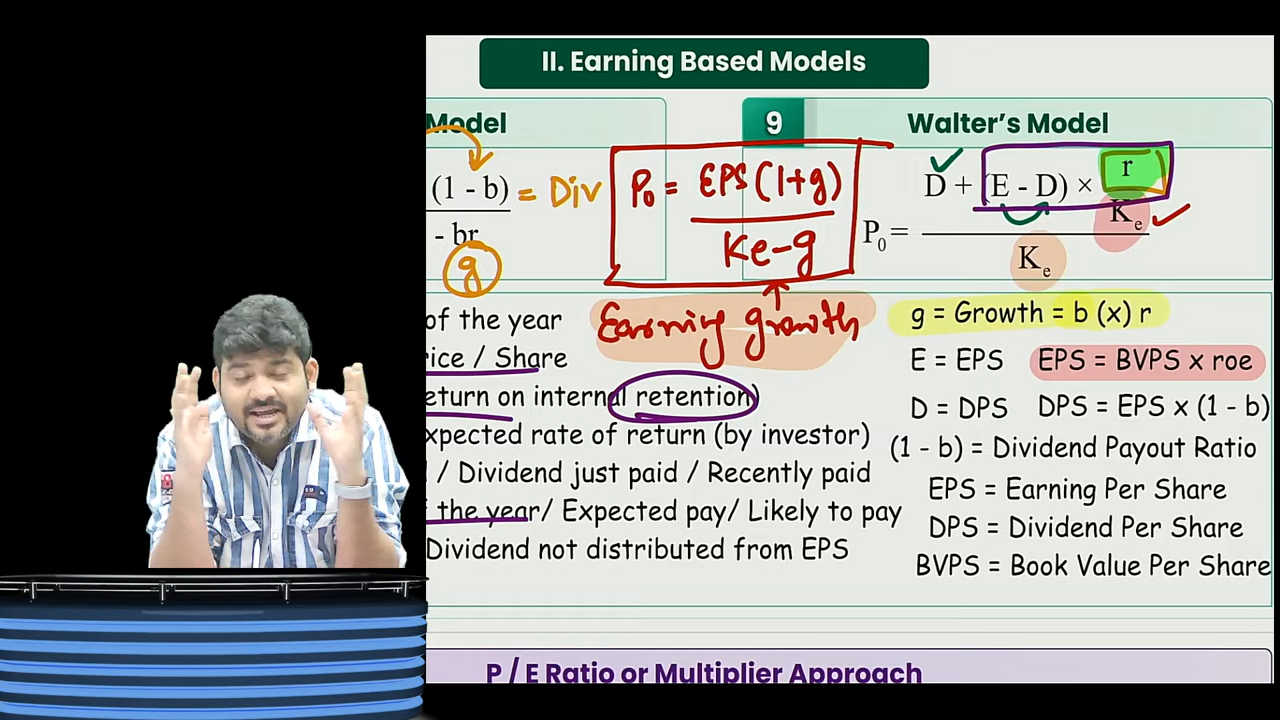 II. Earning Based Models
Model
(1 - b) = Div
- br
g
P₀ = EPS (1+g)
Ke-g
Earning growth
of the year
rice / Share
eturn on internal retention)
xpected rate of return (by investor)
/ Dividend just paid / Recently paid
the year/ Expected pay/ Likely to pay
Dividend not distributed from EPS
9
Walter's Model
D + (E - D) × r
Kₑ
P₀ =
Kₑ
g = Growth = b (x) r
E = EPS EPS = BVPS x roe
D = DPS DPS = EPS x (1 - b)
(1 - b) = Dividend Payout Ratio
EPS = Earning Per Share
DPS = Dividend Per Share
BVPS = Book Value Per Share
P / E Ratio or Multiplier Approach